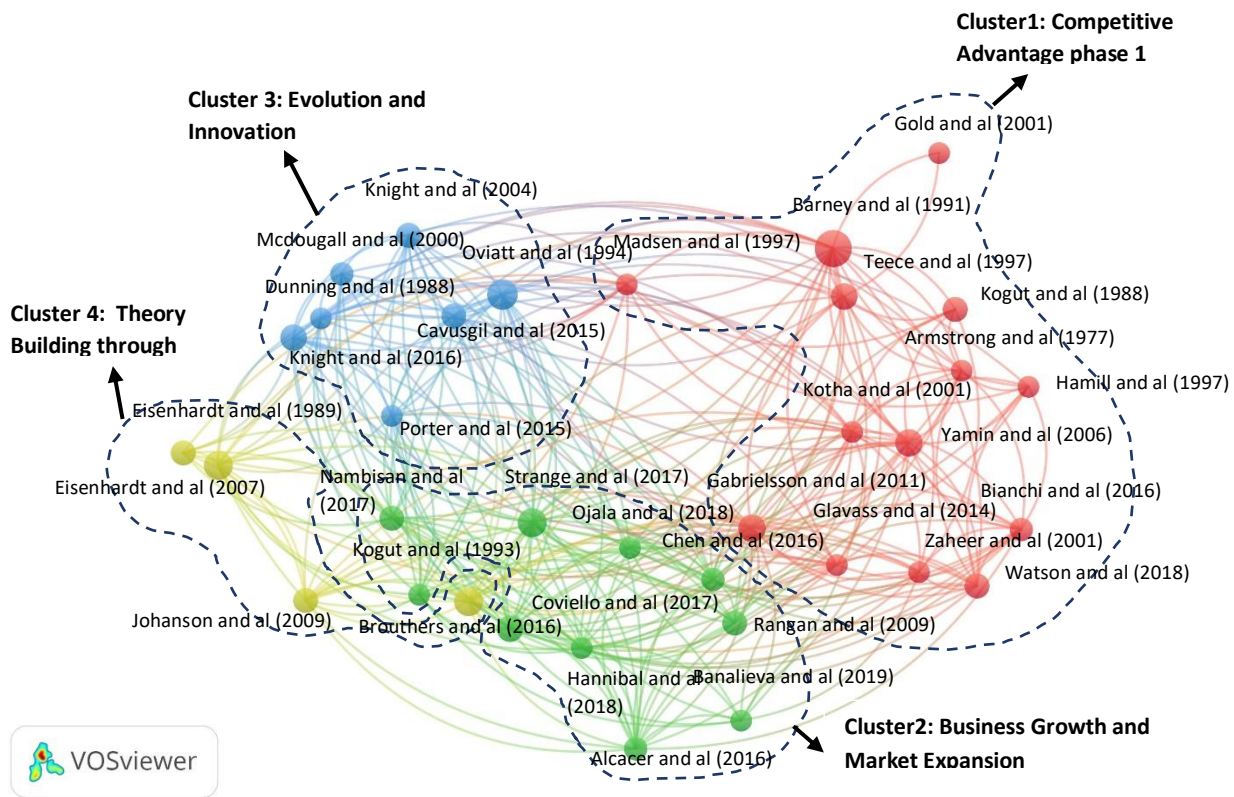 Cluster1: Competitive
Advantage phase 1
Cluster 3: Evolution and
Innovation
Gold and al (2001)
Knight and al (2004)
Barney and al (1991)
Mcdougall and al (2000)
Oviatt and al (1994)
Madsen and al (1997)
Teece and al (1997)
Dunning and al (1988)
Kogut and al (1988)
Cluster 4: Theory
Building through
Cavusgil and al (2015)
Armstrong and al (1977)
Knight and al (2016)
Kotha and al (2001)
Hamill and al (1997)
Eisenhardt and al (1989)
Porter and al (2015)
Yamin and al (2006)
Nambisan and al
(2017)
Strange and al (2017)
Gabrielsson and al (2011)
Eisenhardt and al (2007)
Bianchi and al (2016)
Ojala and al (2018)
Glavass and al (2014)
Kogut and al (1993)
Chen and al (2016)
Zaheer and al (2001)
Watson and al (2018)
Coviello and al (2017)
Johanson and al (2009)
Brouthers and al (2016)
Rangan and al (2009)
Hannibal and al
(2018)
Banalieva and al (2019)
Cluster2: Business Growth and
Market Expansion
Alcacer and al (2016)
VOSviewer